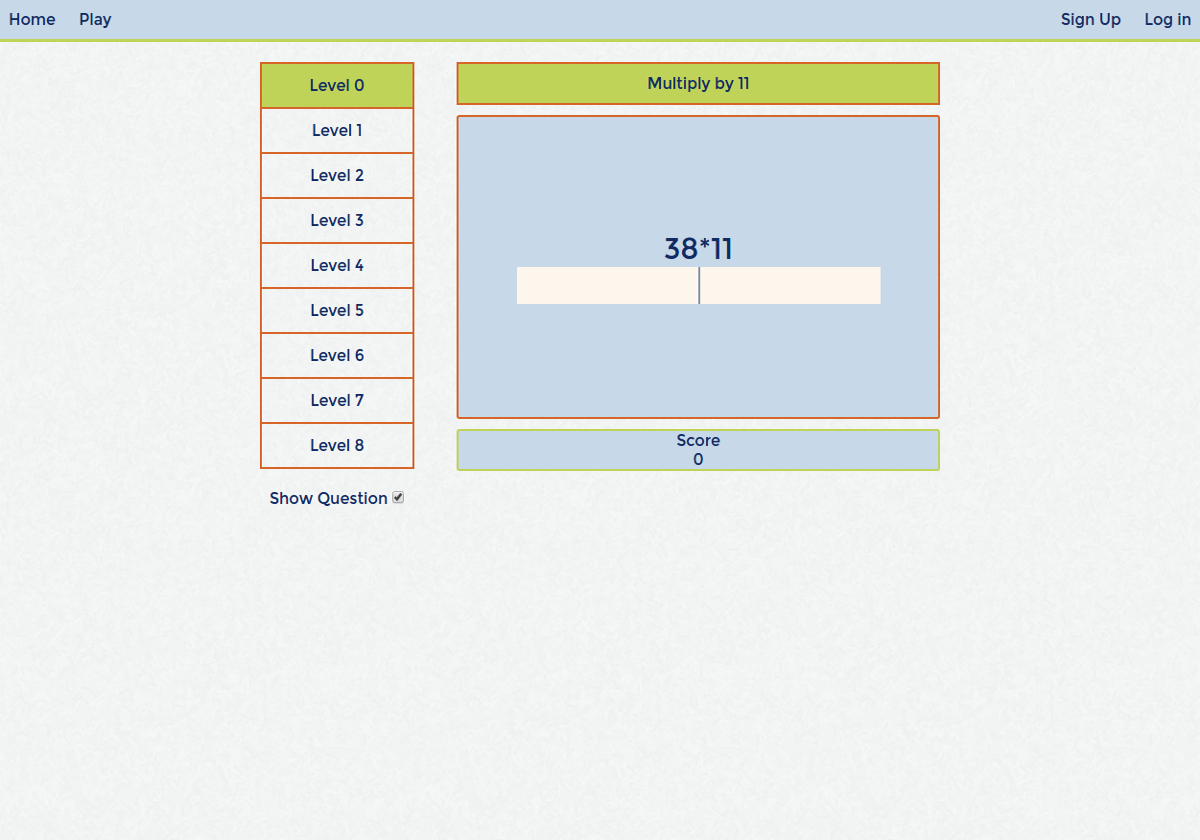 Home Play Sign Up Log in
Level 0
Level 1
Level 2
Level 3
Level 4
Level 5
Level 6
Level 7
Level 8
Show Question
Multiply by 11
38*11
Score
0